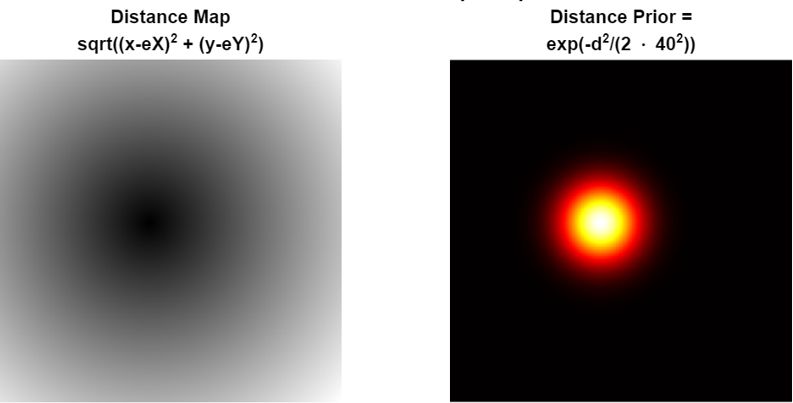 Distance Map
sqrt((x-eX)² + (y-eY)²)
Distance Prior =
exp(-d²/(2 · 40²))